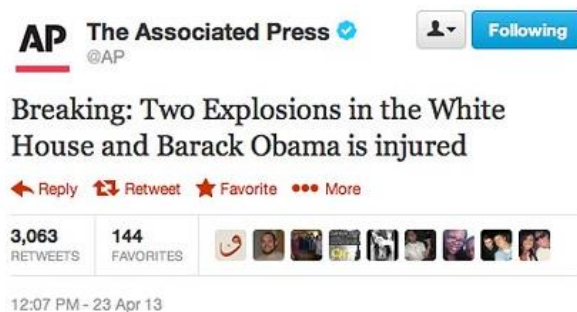 AP The Associated Press
@AP
Following
Breaking: Two Explosions in the White
House and Barack Obama is injured
Reply Retweet Favorite More
3,063 144
RETWEETS FAVORITES
12:07 PM - 23 Apr 13